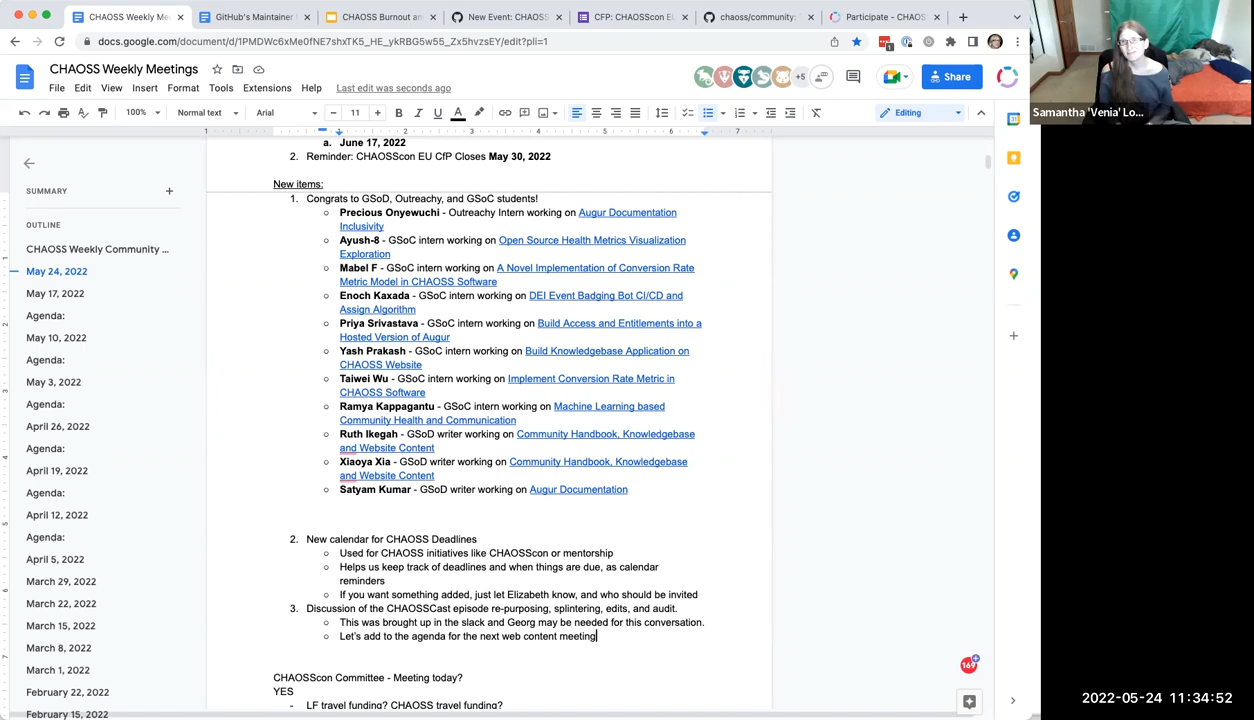 CHAOSS Weekly Me
GitHub's Maintainer
CHAOSS Burnout an
New Event: CHAOSS
CFP: CHAOSScon E
chaoss/community:
Participate - CHAOS
docs.google.com/document/d/1PMDWc6xMe0fNE7shxTK5_HE_ykRBG5w55_Zx5hvzsEY/edit?pli=1
CHAOSS Weekly Meetings
File Edit View Insert Format Tools Extensions Help Last edit was seconds ago
+5
Share
100% Normal text Arial 11 B I U A Editing
1 1 2 3 4 5 6 7
SUMMARY
OUTLINE
CHAOSS Weekly Community ...
May 24, 2022
May 17, 2022
Agenda:
May 10, 2022
Agenda:
May 3, 2022
Agenda:
April 26, 2022
Agenda:
April 19, 2022
Agenda:
April 12, 2022
Agenda:
April 5, 2022
March 29, 2022
March 22, 2022
March 15, 2022
March 8, 2022
March 1, 2022
February 22, 2022
February 15, 2022
a. June 17, 2022
2. Reminder: CHAOSScon EU CfP Closes May 30, 2022
New items:
1. Congrats to GSoD, Outreachy, and GSoC students!
Precious Onyewuchi - Outreachy Intern working on Augur Documentation
Inclusivity
Ayush-8 - GSoC intern working on Open Source Health Metrics Visualization
Exploration
Mabel F - GSoC intern working on A Novel Implementation of Conversion Rate
Metric Model in CHAOSS Software
Enoch Kaxada - GSoC intern working on DEI Event Badging Bot CI/CD and
Assign Algorithm
Priya Srivastava - GSoC intern working on Build Access and Entitlements into a
Hosted Version of Augur
Yash Prakash - GSoC intern working on Build Knowledgebase Application on
CHAOSS Website
Taiwei Wu - GSoC intern working on Implement Conversion Rate Metric in
CHAOSS Software
Ramya Kappagantu - GSoC intern working on Machine Learning based
Community Health and Communication
Ruth Ikegah - GSoD writer working on Community Handbook, Knowledgebase
and Website Content
Xiaoya Xia - GSoD writer working on Community Handbook, Knowledgebase
and Website Content
Satyam Kumar - GSoD writer working on Augur Documentation
2. New calendar for CHAOSS Deadlines
Used for CHAOSS initiatives like CHAOSScon or mentorship
Helps us keep track of deadlines and when things are due, as calendar
reminders
If you want something added, just let Elizabeth know, and who should be invited
3. Discussion of the CHAOSSCast episode re-purposing, splintering, edits, and audit.
This was brought up in the slack and Georg may be needed for this conversation.
Let's add to the agenda for the next web content meeting
CHAOSScon Committee - Meeting today?
YES
- LF travel funding? CHAOSS travel funding?
169
Samantha 'Venia' Lo...
2022-05-24 11:34:52